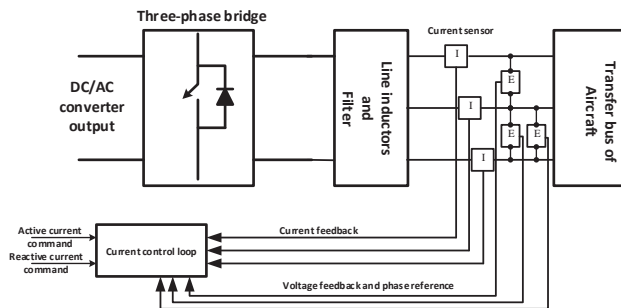 Three-phase bridge
Current sensor
DC/AC
converter
output
Line inductors
and
Filter
I
I
I
E
E
E
Transfer bus of
Aircraft
Active current
command
Reactive current
command
Current control loop
Current feedback
Voltage feedback and phase reference